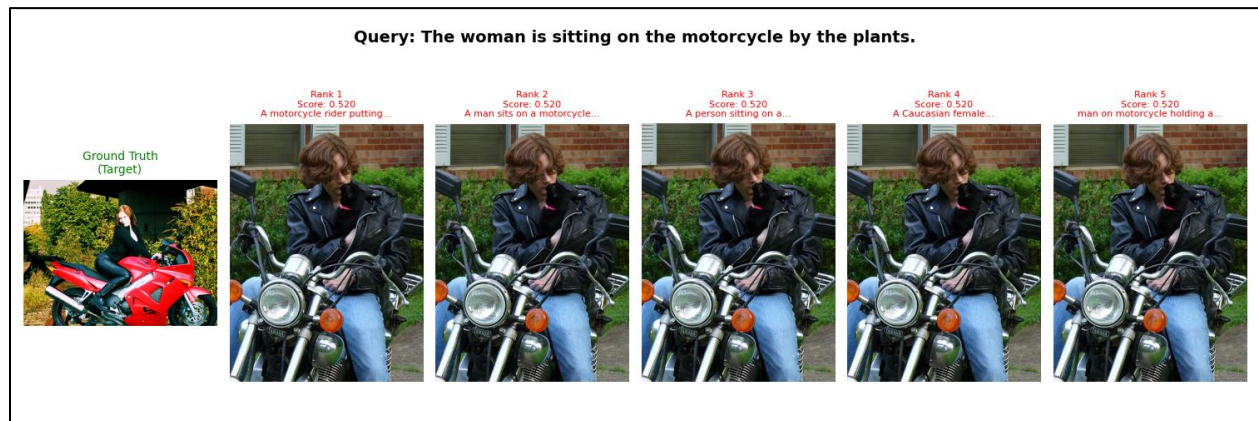 Query: The woman is sitting on the motorcycle by the plants.
Ground Truth
(Target)
Rank 1
Score: 0.520
A motorcycle rider putting...
Rank 2
Score: 0.520
A man sits on a motorcycle...
Rank 3
Score: 0.520
A person sitting on a...
Rank 4
Score: 0.520
A Caucasian female...
Rank 5
Score: 0.520
man on motorcycle holding a...